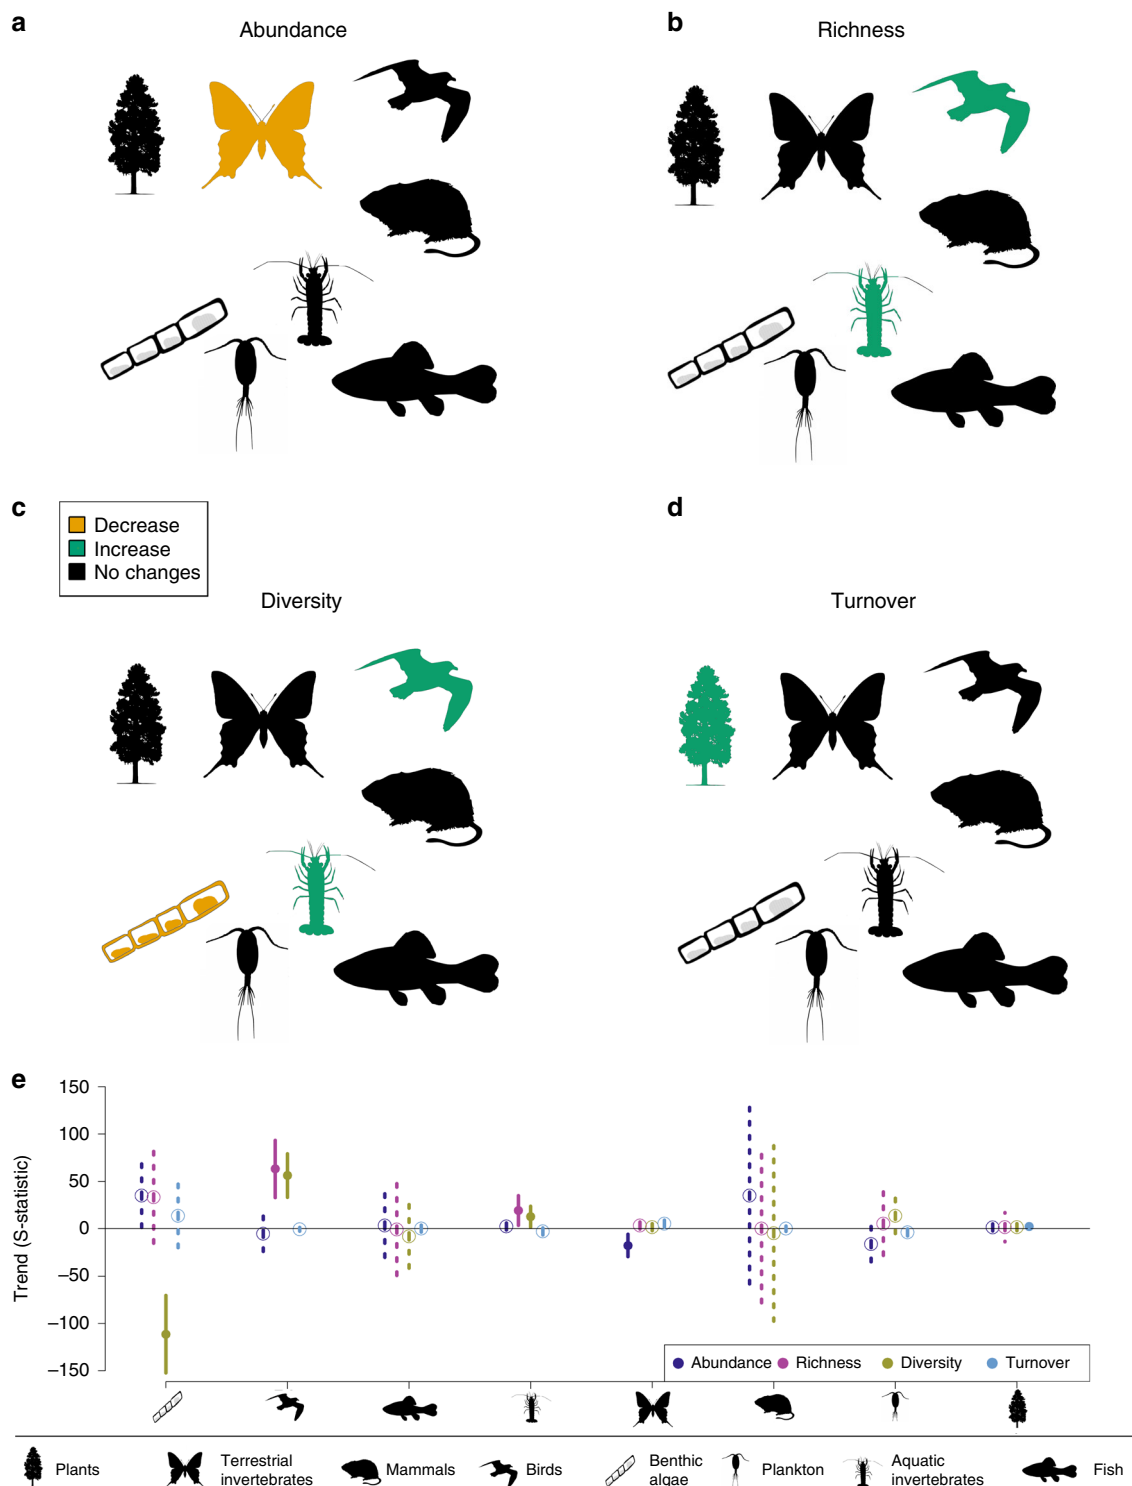 a
Abundance
b
Richness
c
Decrease
Increase
No changes
Diversity
d
Turnover
e
Trend (S-statistic)
150
100
50
0
−50
−100
−150
Abundance
Richness
Diversity
Turnover
Plants
Terrestrial
invertebrates
Mammals
Birds
Benthic
algae
Plankton
Aquatic
invertebrates
Fish